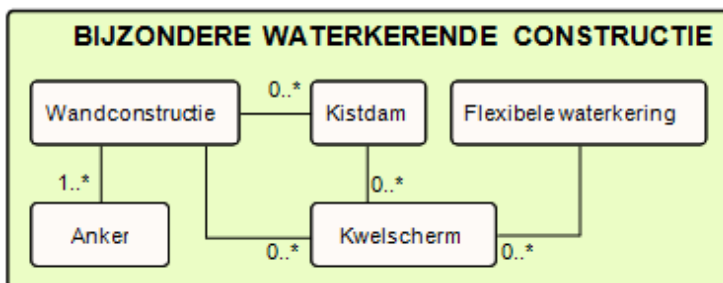 BIJZONDERE WATERKERENDE CONSTRUCTIE
0..*
Wandconstructie
Kistdam
Flexibele waterkering
1..*
0..*
Anker
Kwelscherm
0..*
0..*